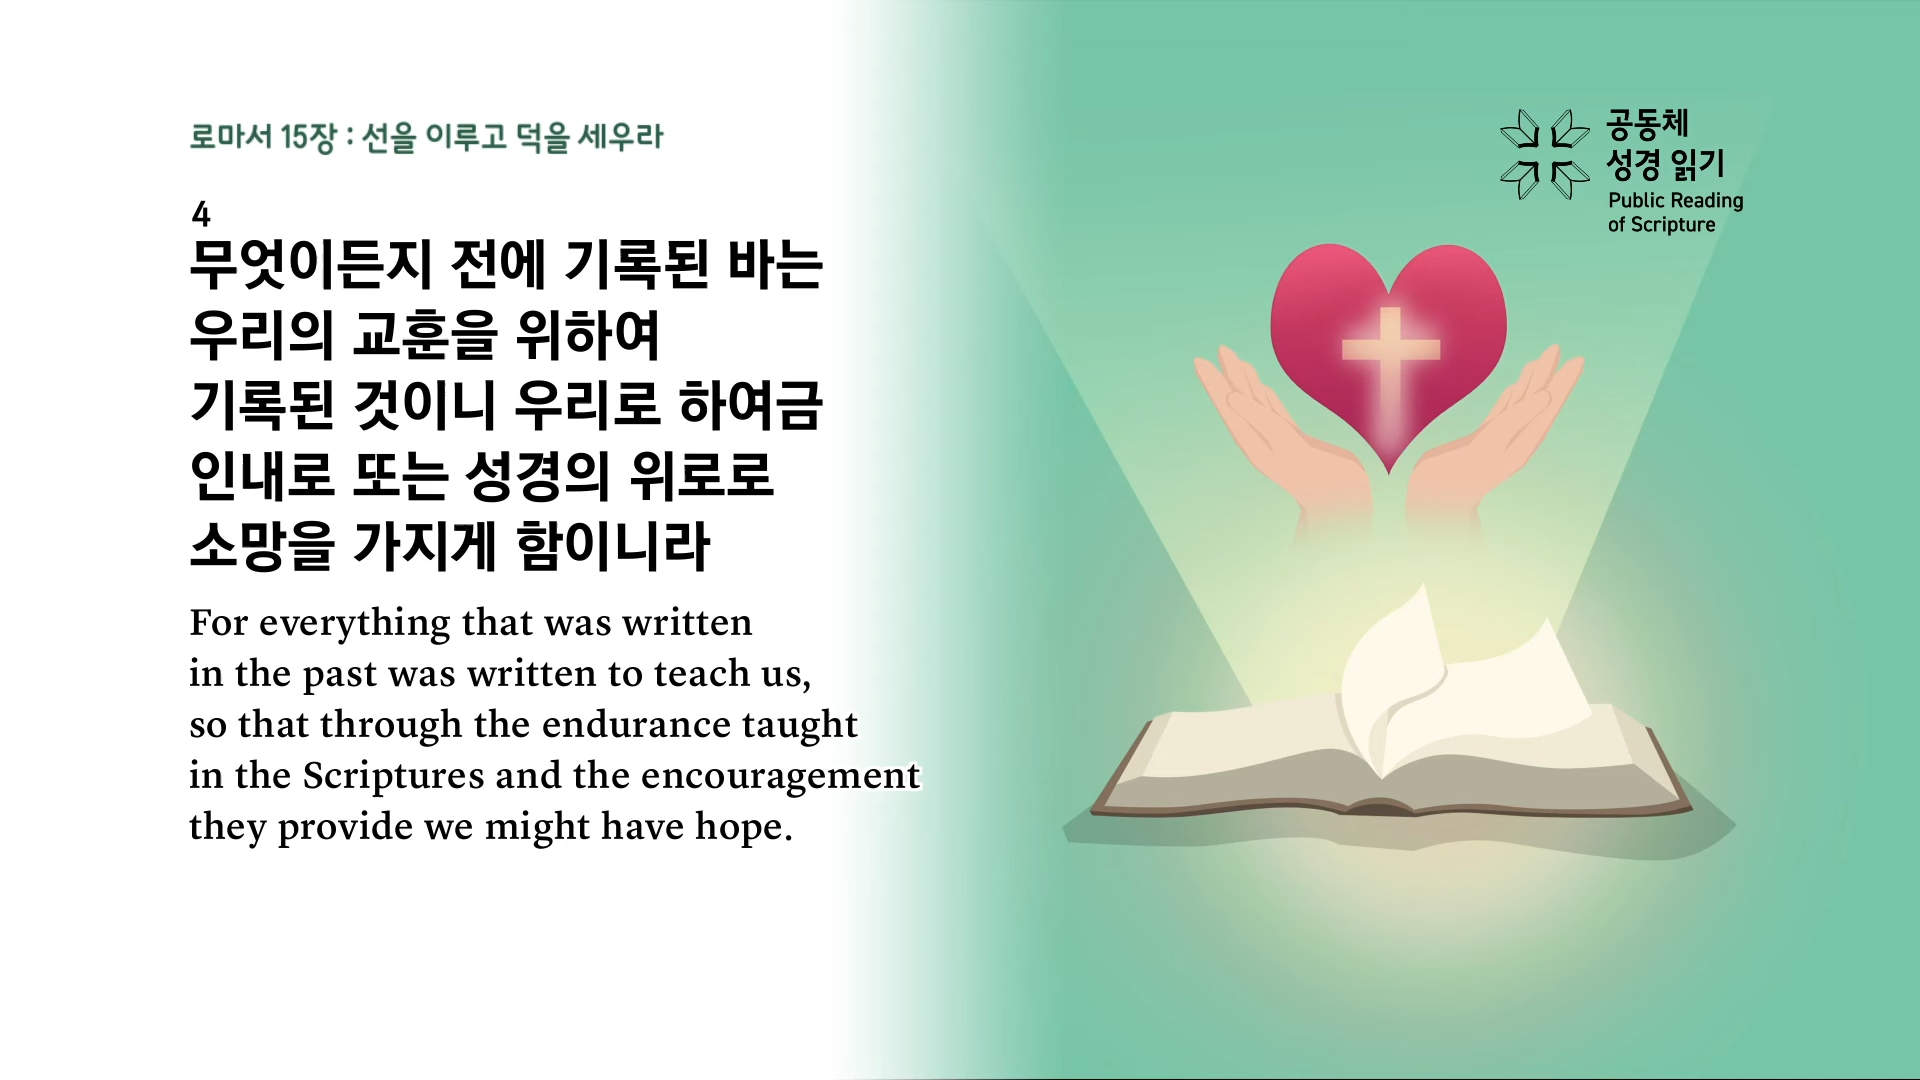 로마서 15장 : 선을 이루고 덕을 세우라
4
무엇이든지 전에 기록된 바는
우리의 교훈을 위하여
기록된 것이니 우리로 하여금
인내로 또는 성경의 위로로
소망을 가지게 함이니라
For everything that was written
in the past was written to teach us,
so that through the endurance taught
in the Scriptures and the encouragement
they provide we might have hope.
공동체
성경 읽기
Public Reading
of Scripture